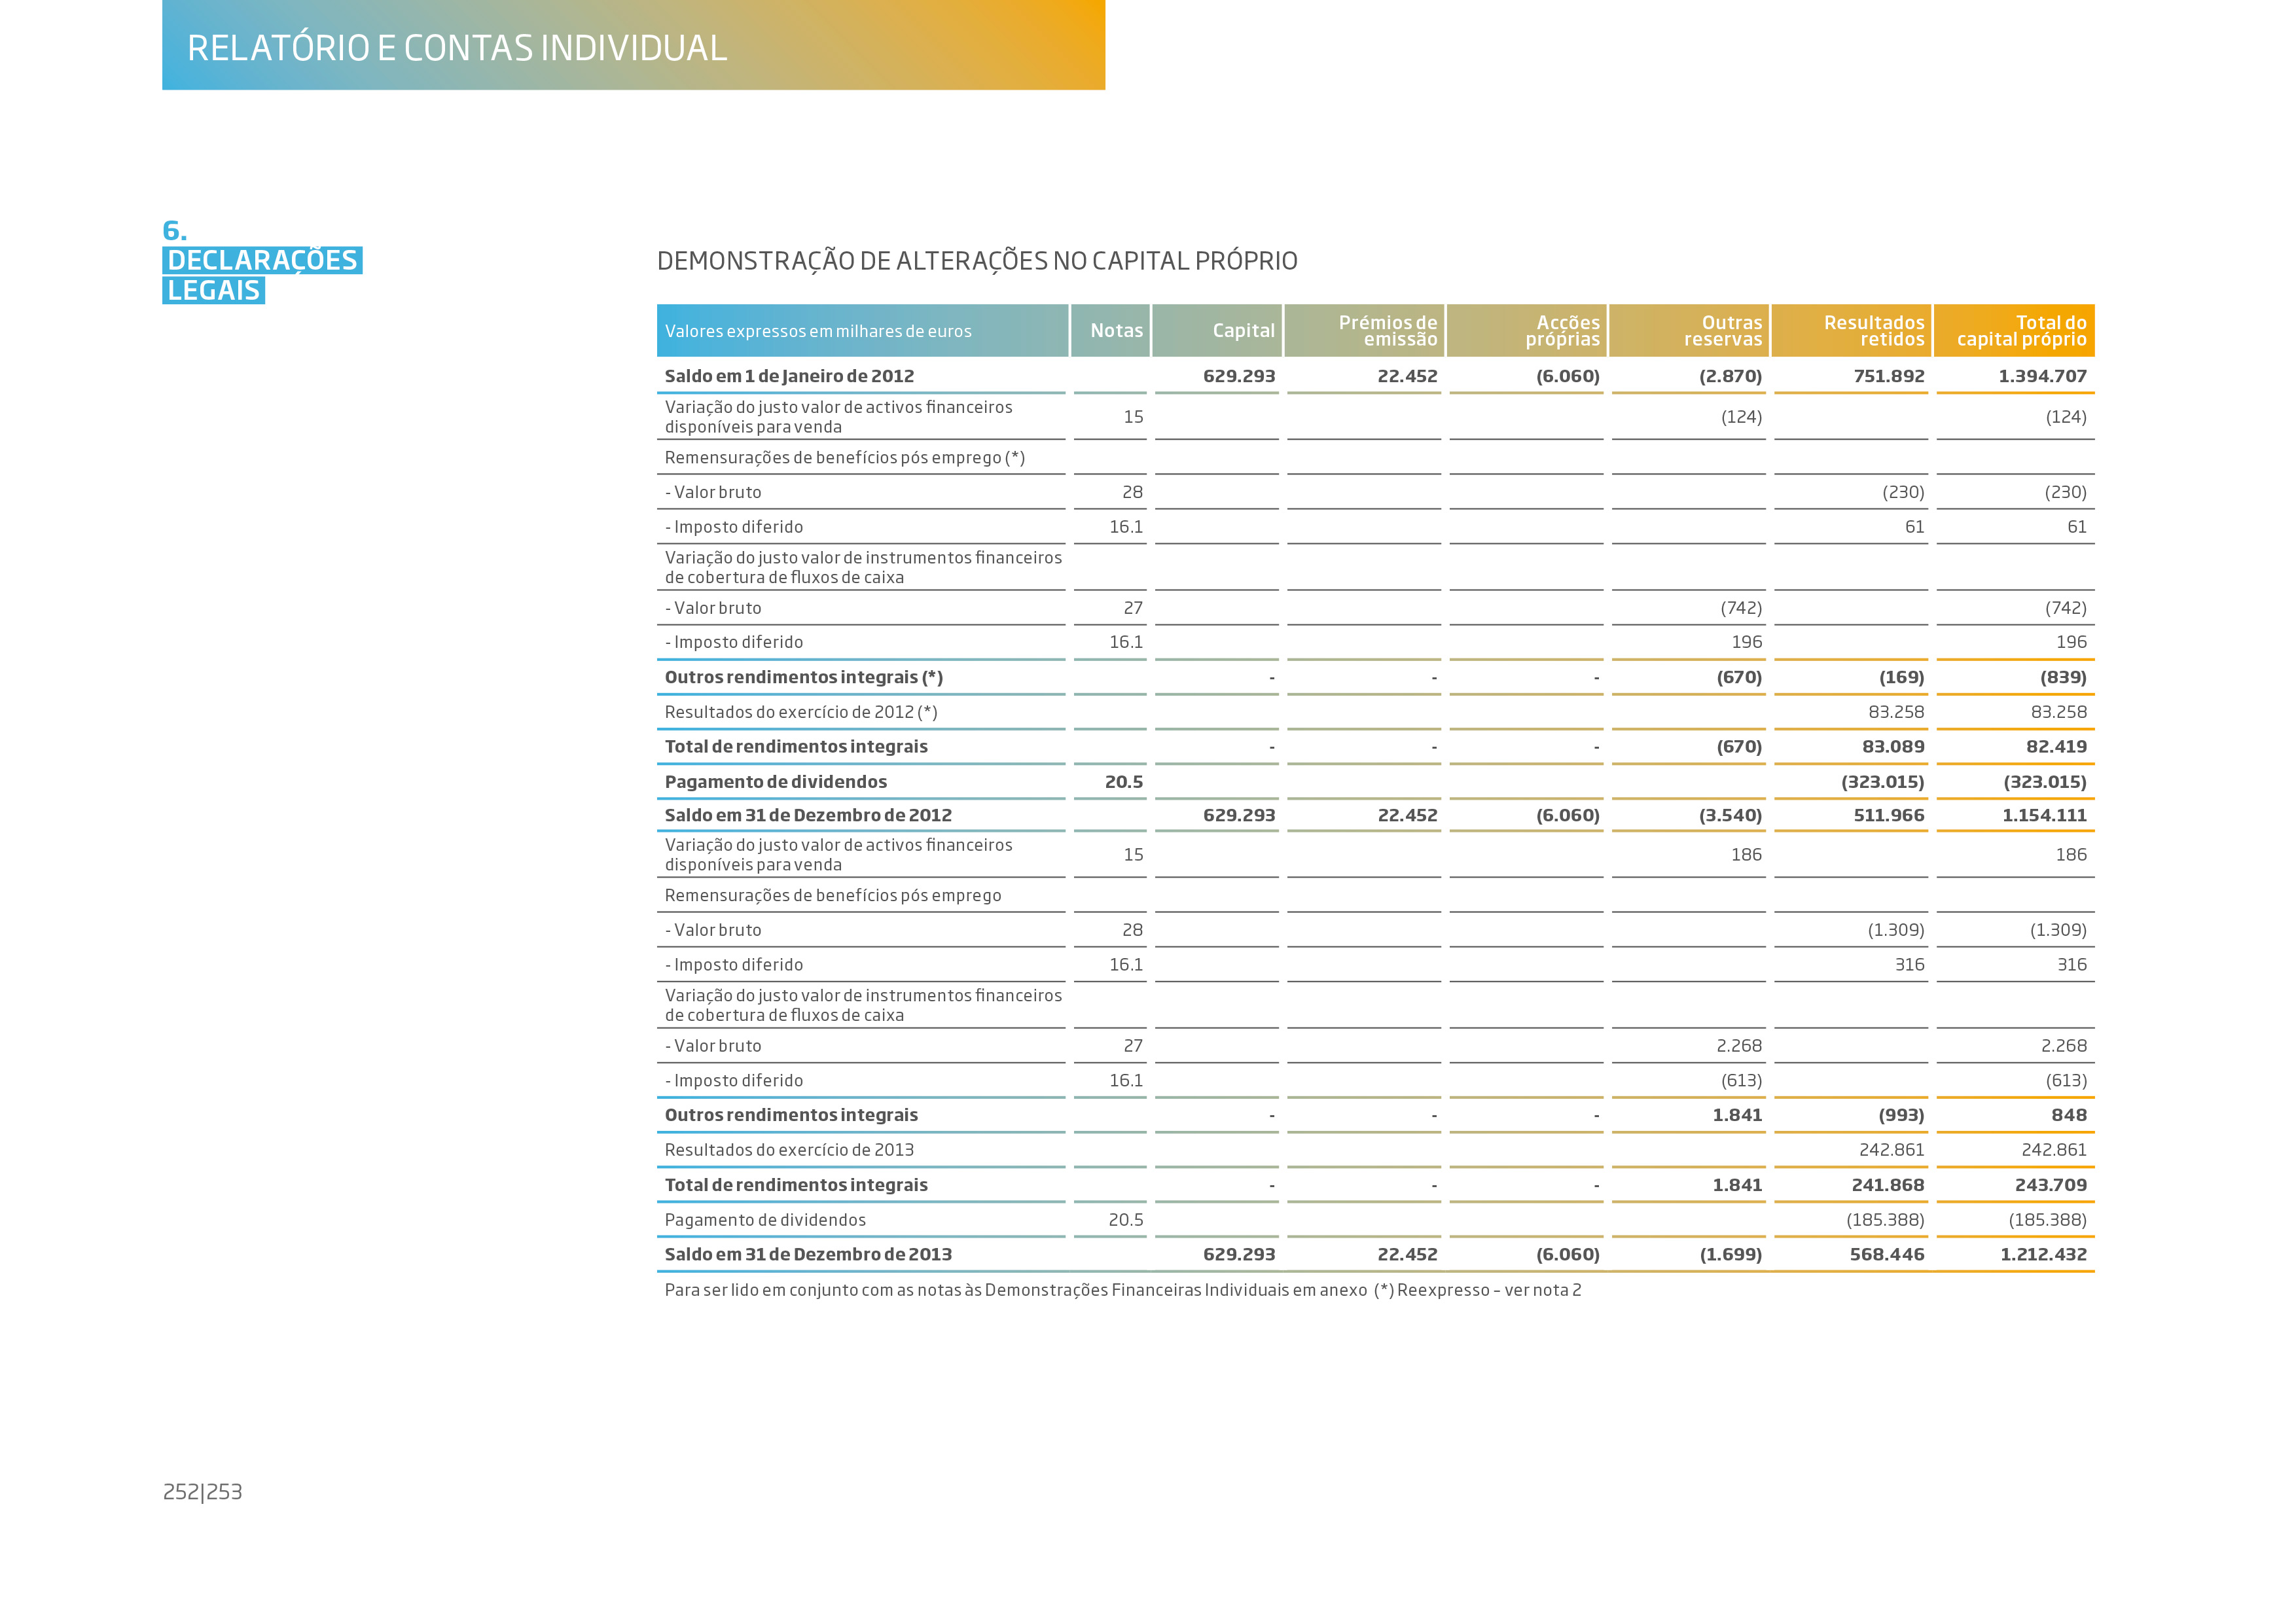 RELATÓRIO E CONTAS INDIVIDUAL
6.
DECLARAÇÕES
LEGAIS
DEMONSTRAÇÃO DE ALTERAÇÕES NO CAPITAL PRÓPRIO
Valores expressos em milhares de euros Notas Capital Prémios de emissão Acções próprias Outras reservas Resultados retidos Total do capital próprio
Saldo em 1 de Janeiro de 2012 629.293 22.452 (6.060) (2.870) 751.892 1.394.707
Variação do justo valor de activos financeiros
disponíveis para venda 15 (124) (124)
Remensurações de benefícios pós emprego (*)
- Valor bruto 28 (230) (230)
- Imposto diferido 16.1 61 61
Variação do justo valor de instrumentos financeiros
de cobertura de fluxos de caixa
- Valor bruto 27 (742) (742)
- Imposto diferido 16.1 196 196
Outros rendimentos integrais (*) - - - (670) (169) (839)
Resultados do exercício de 2012 (*) 83.258 83.258
Total de rendimentos integrais - - - (670) 83.089 82.419
Pagamento de dividendos 20.5 (323.015) (323.015)
Saldo em 31 de Dezembro de 2012 629.293 22.452 (6.060) (3.540) 511.966 1.154.111
Variação do justo valor de activos financeiros
disponíveis para venda 15 186 186
Remensurações de benefícios pós emprego
- Valor bruto 28 (1.309) (1.309)
- Imposto diferido 16.1 316 316
Variação do justo valor de instrumentos financeiros
de cobertura de fluxos de caixa
- Valor bruto 27 2.268 2.268
- Imposto diferido 16.1 (613) (613)
Outros rendimentos integrais - - - 1.841 (993) 848
Resultados do exercício de 2013 242.861 242.861
Total de rendimentos integrais - - - 1.841 241.868 243.709
Pagamento de dividendos 20.5 (185.388) (185.388)
Saldo em 31 de Dezembro de 2013 629.293 22.452 (6.060) (1.699) 568.446 1.212.432
Para ser lido em conjunto com as notas às Demonstrações Financeiras Individuais em anexo (*) Reexpresso – ver nota 2
252|253